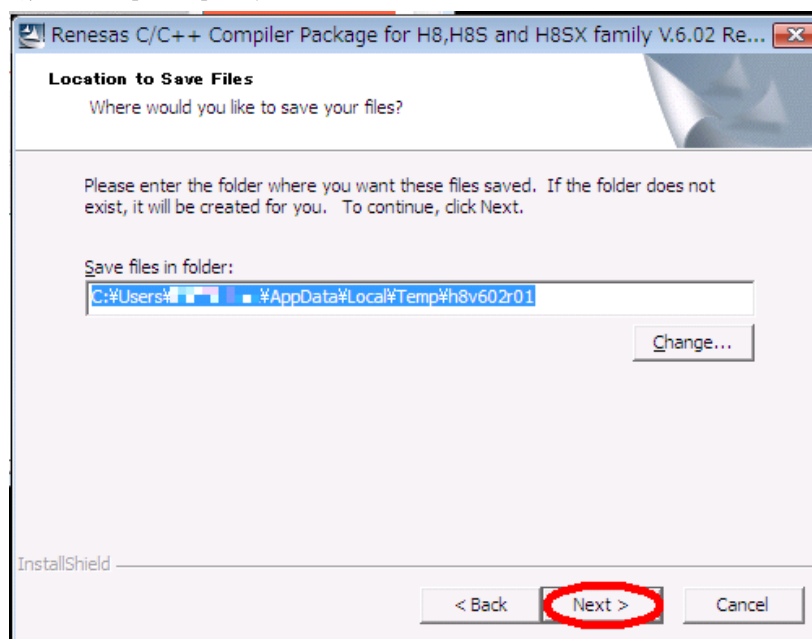 Renesas C/C++ Compiler Package for H8,H8S and H8SX family V.6.02 Re...
Location to Save Files
Where would you like to save your files?
Please enter the folder where you want these files saved.  If the folder does not
exist, it will be created for you.   To continue, click Next.
Save files in folder:
C:¥Users¥ ¥AppData¥Local¥Temp¥h8v602r01
Change...
InstallShield
< Back
Next >
Cancel